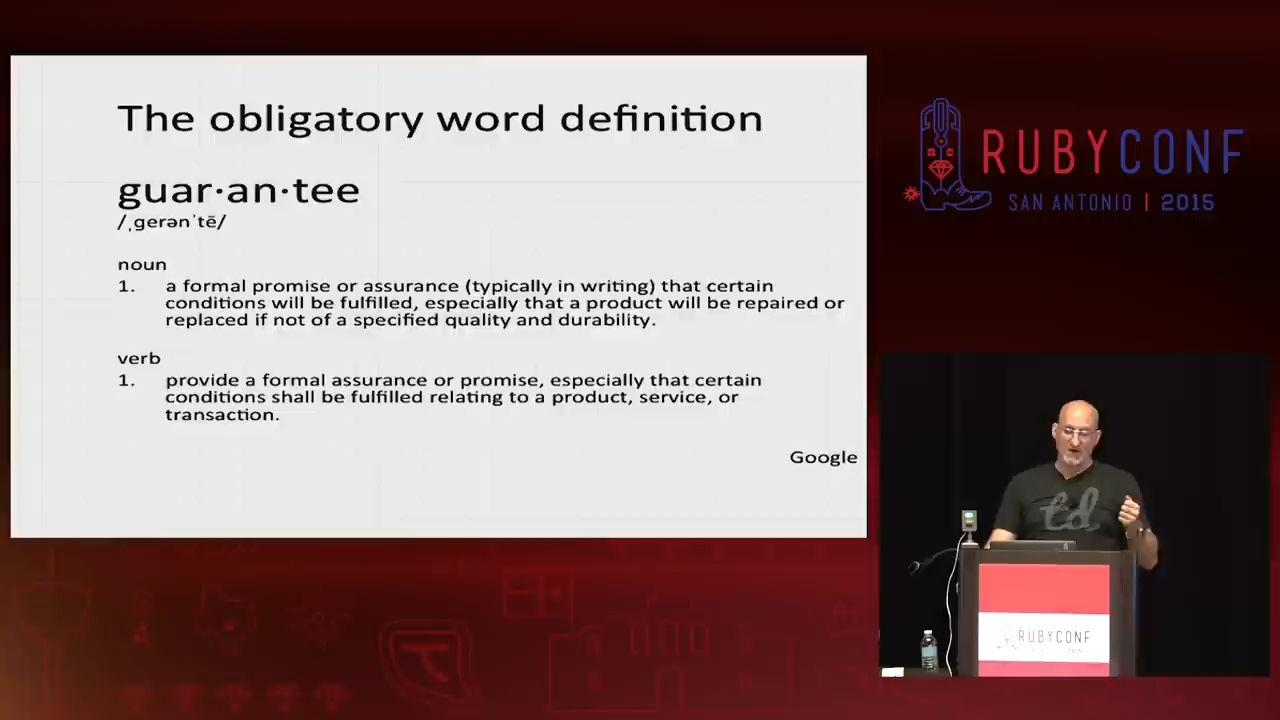 The obligatory word definition
guar·an·tee
/ˌgerənˈtē/
noun
1. a formal promise or assurance (typically in writing) that certain
conditions will be fulfilled, especially that a product will be repaired or
replaced if not of a specified quality and durability.
verb
1. provide a formal assurance or promise, especially that certain
conditions shall be fulfilled relating to a product, service, or
transaction.
Google
RUBYCONF
SAN ANTONIO | 2015
td
RUBYCONF